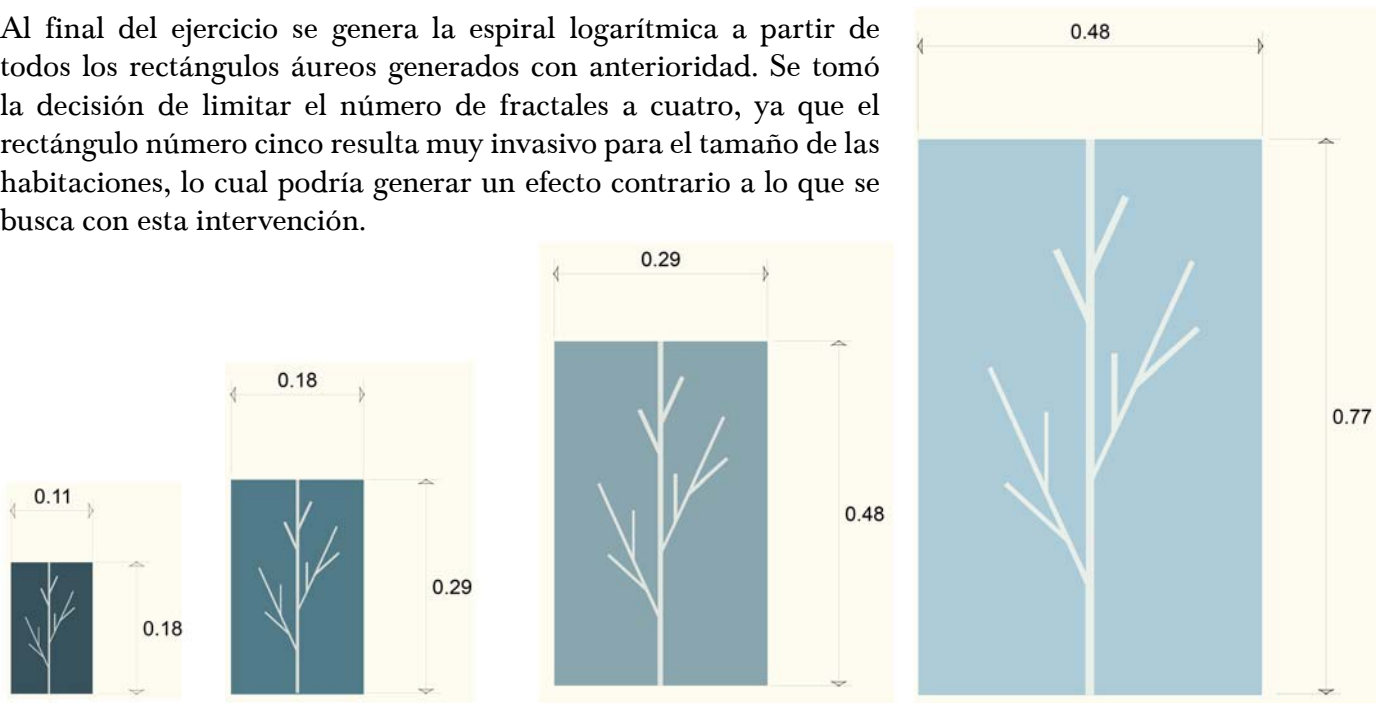 Al final del ejercicio se genera la espiral logarítmica a partir de
todos los rectángulos áureos generados con anterioridad. Se tomó
la decisión de limitar el número de fractales a cuatro, ya que el
rectángulo número cinco resulta muy invasivo para el tamaño de las
habitaciones, lo cual podría generar un efecto contrario a lo que se
busca con esta intervención.
0.11
0.18
0.18
0.29
0.29
0.48
0.48
0.77